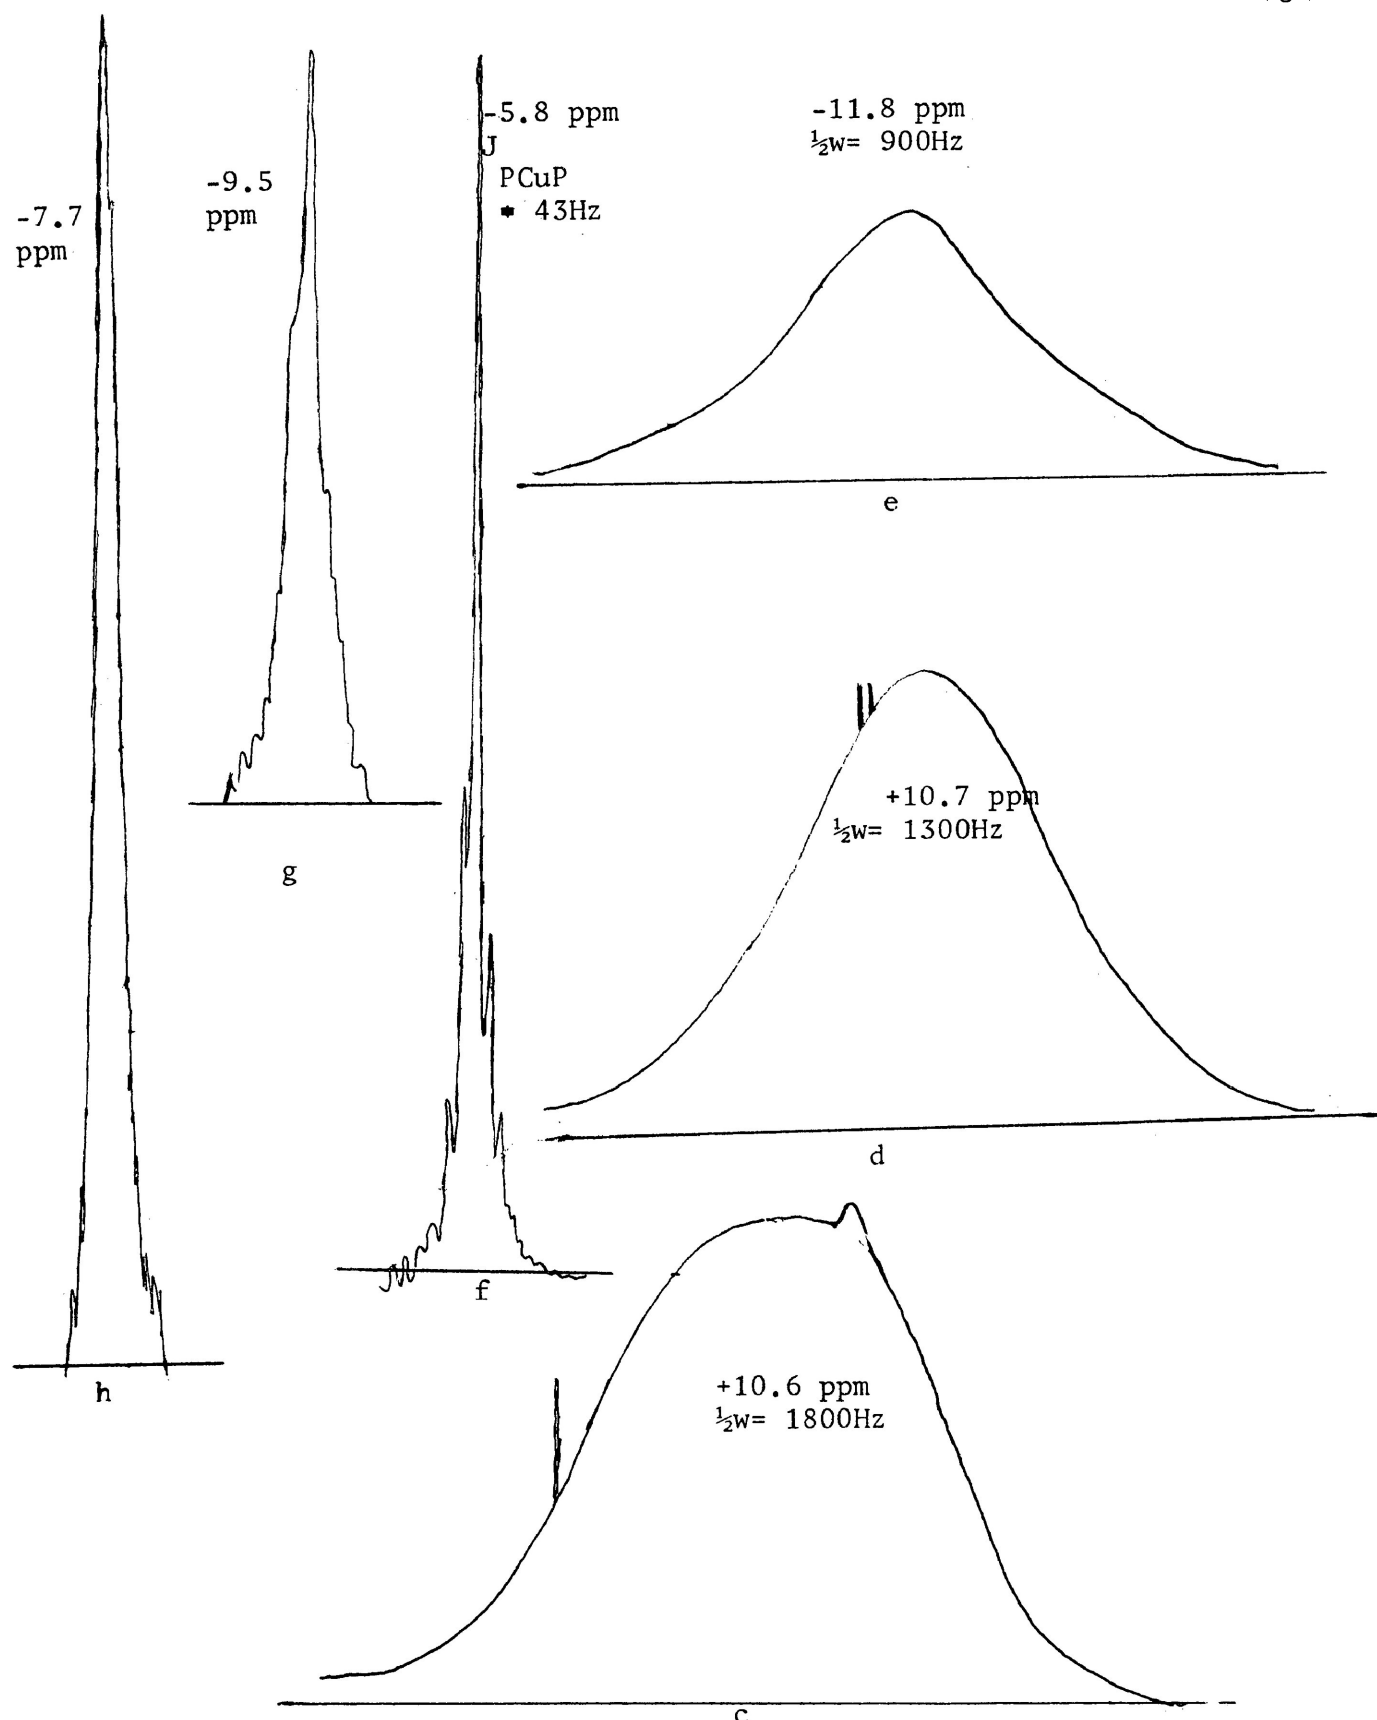 -7.7
ppm
h
-9.5
ppm
g
-5.8 ppm
J
PCuP
43Hz
f
-11.8 ppm
½w= 900Hz
e
+10.7 ppm
½w= 1300Hz
d
+10.6 ppm
½w= 1800Hz
c